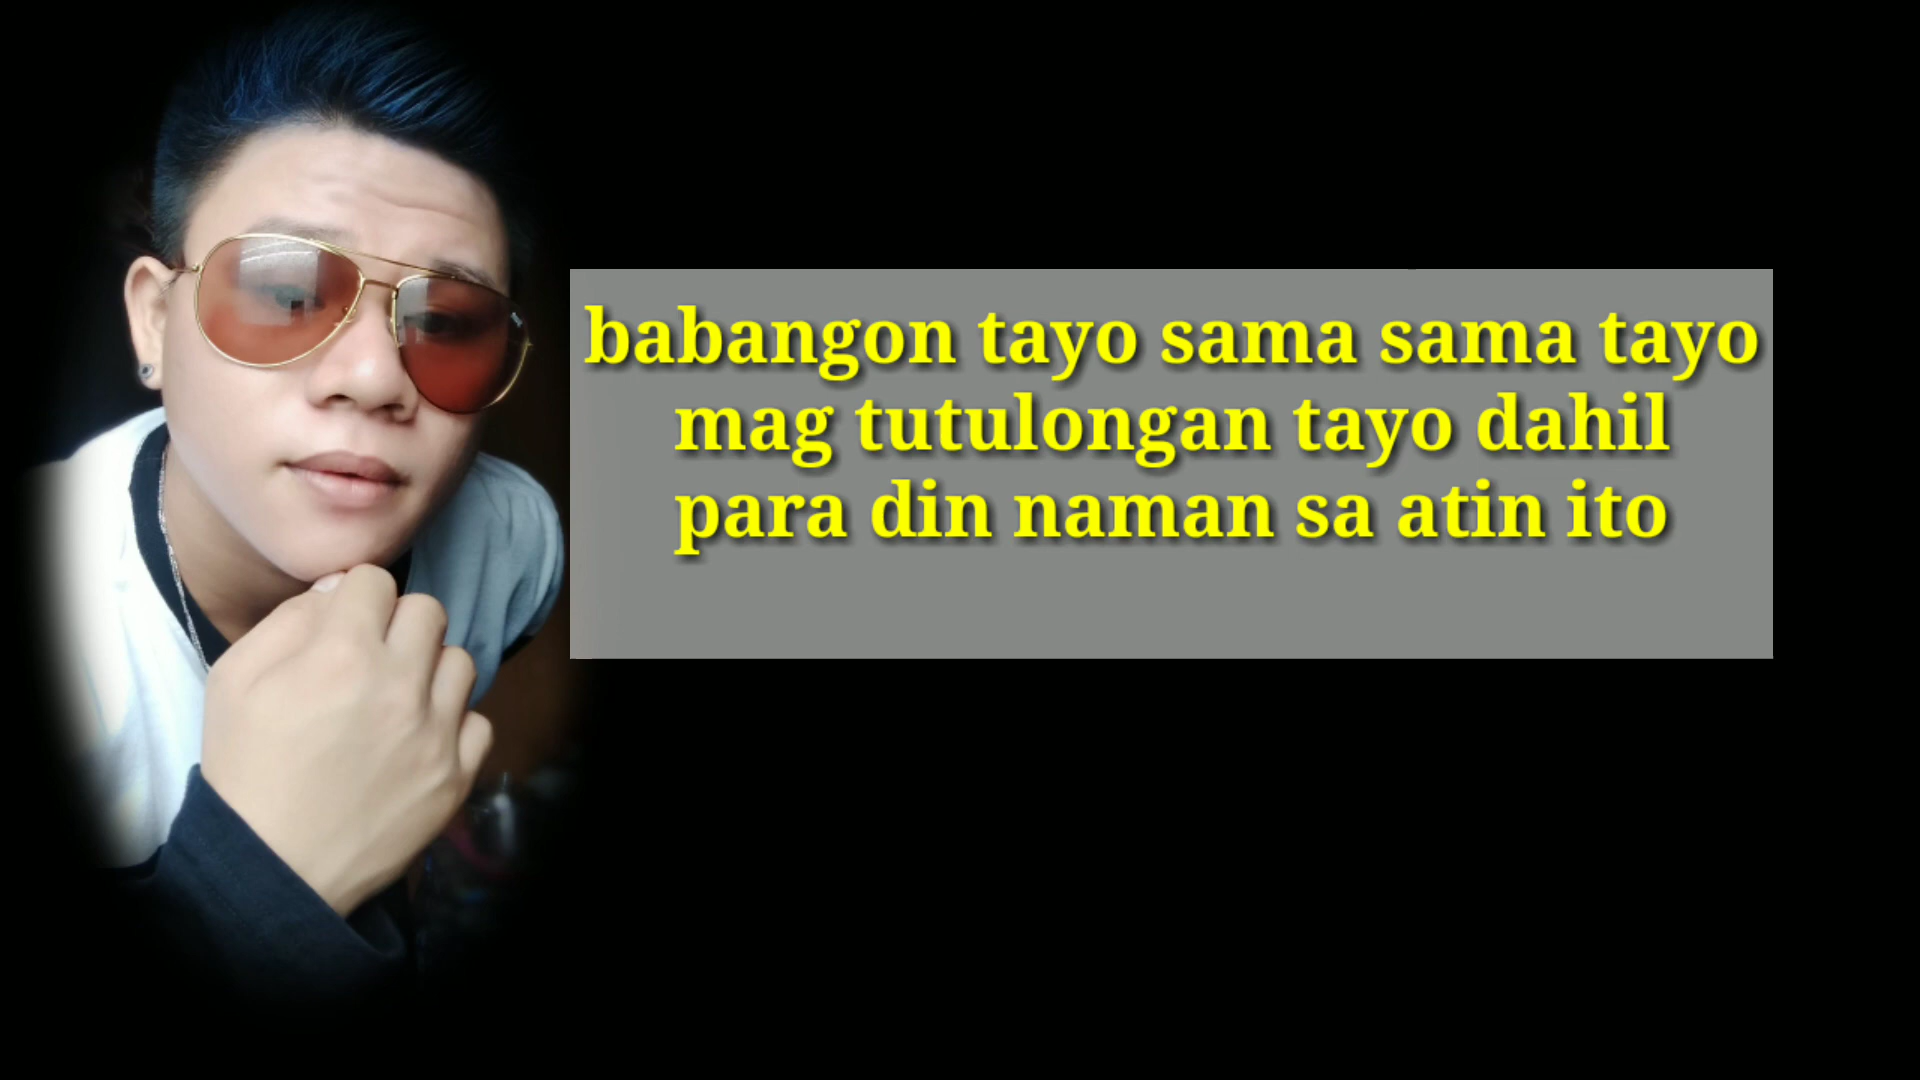 babangon tayo sama sama tayo
mag tutulongan tayo dahil
para din naman sa atin ito